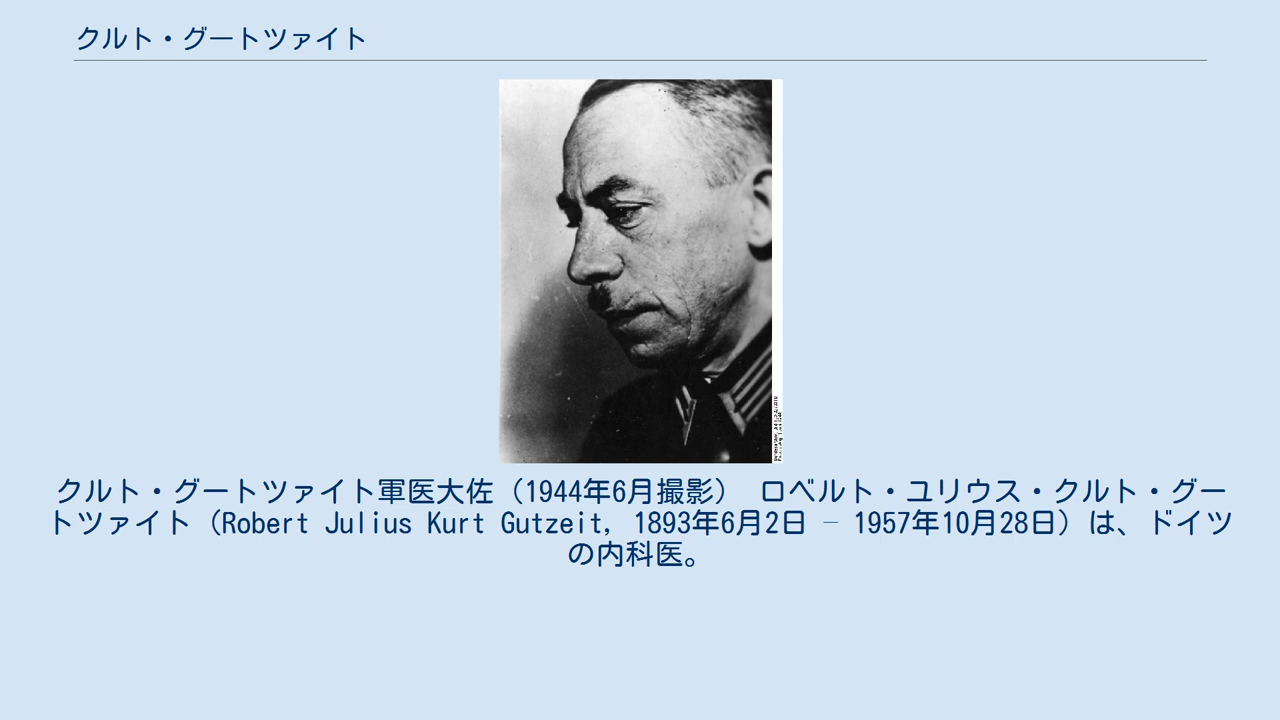 クルト・グートツァイト
クルト・グートツァイト軍医大佐（1944年6月撮影） ロベルト・ユリウス・クルト・グー
トツァイト（Robert Julius Kurt Gutzeit, 1893年6月2日 – 1957年10月28日）は、ドイツ
の内科医。